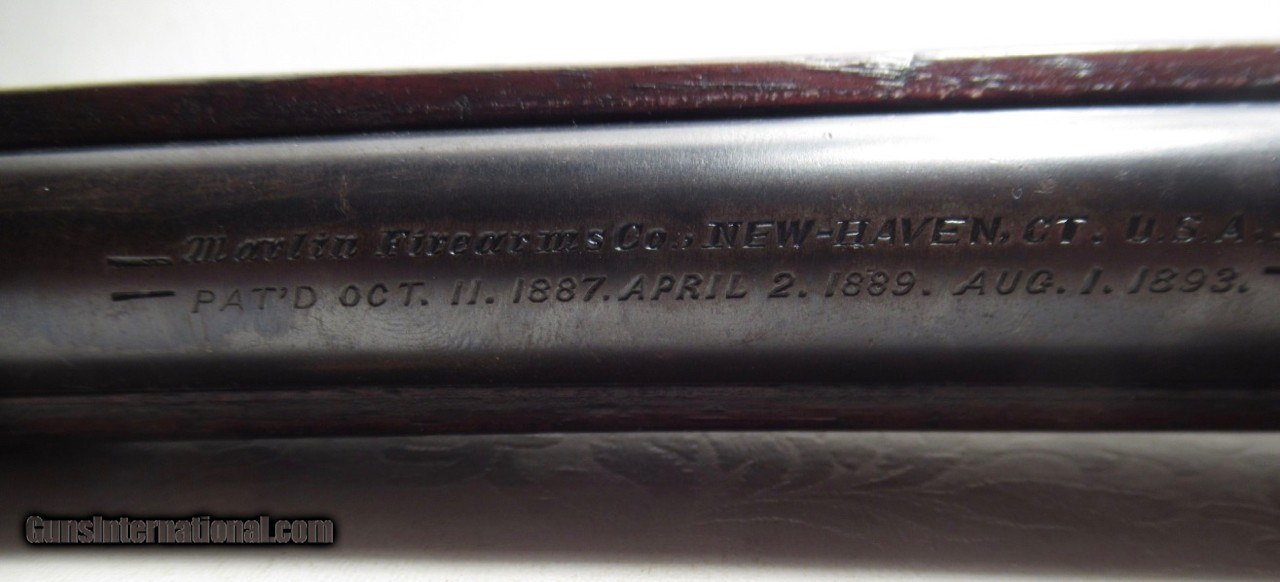 Marlin Firearms Co., NEW-HAVEN, CT. U.S.A.
PAT'D OCT. 11. 1887. APRIL 2. 1889. AUG. 1. 1893.
GunsInternational.com